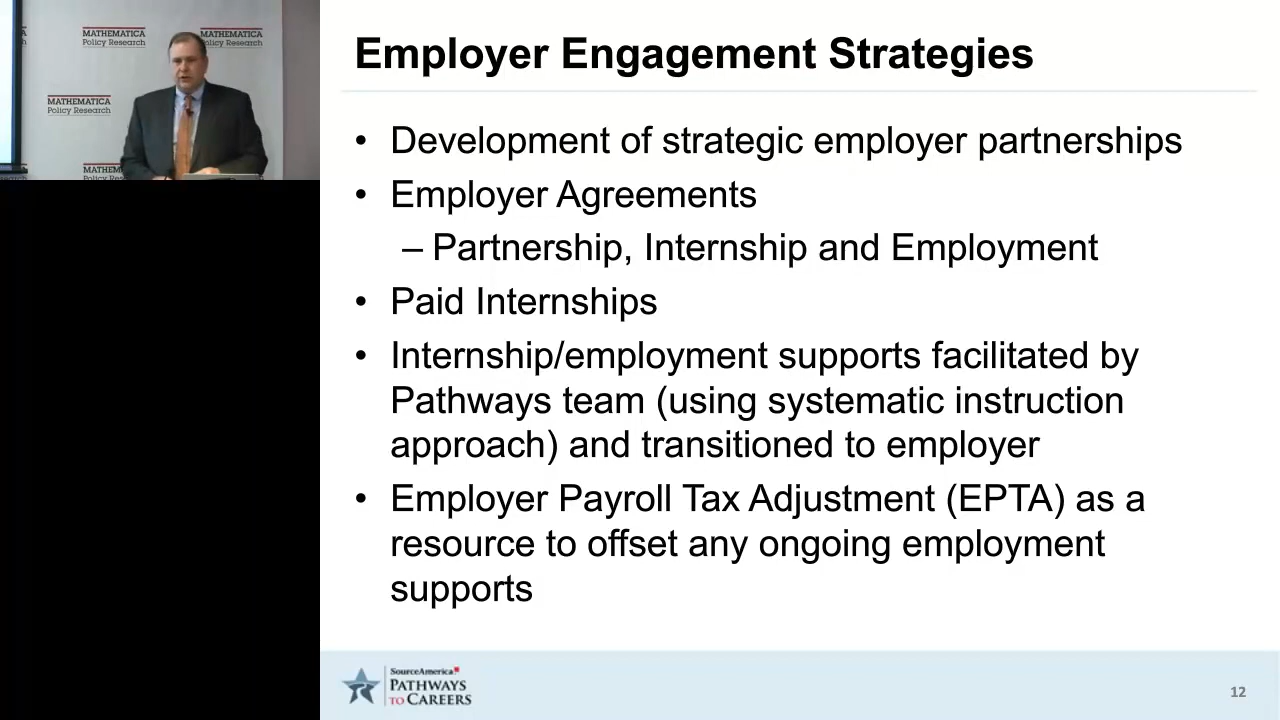 MATHEMATICA
Policy Research
MATHEMATICA
Policy Research
MATHEM
Policy Res
Policy Research
Employer Engagement Strategies
• Development of strategic employer partnerships
• Employer Agreements
– Partnership, Internship and Employment
• Paid Internships
• Internship/employment supports facilitated by
Pathways team (using systematic instruction
approach) and transitioned to employer
• Employer Payroll Tax Adjustment (EPTA) as a
resource to offset any ongoing employment
supports
SourceAmerica
PATHWAYS
TO CAREERS
12